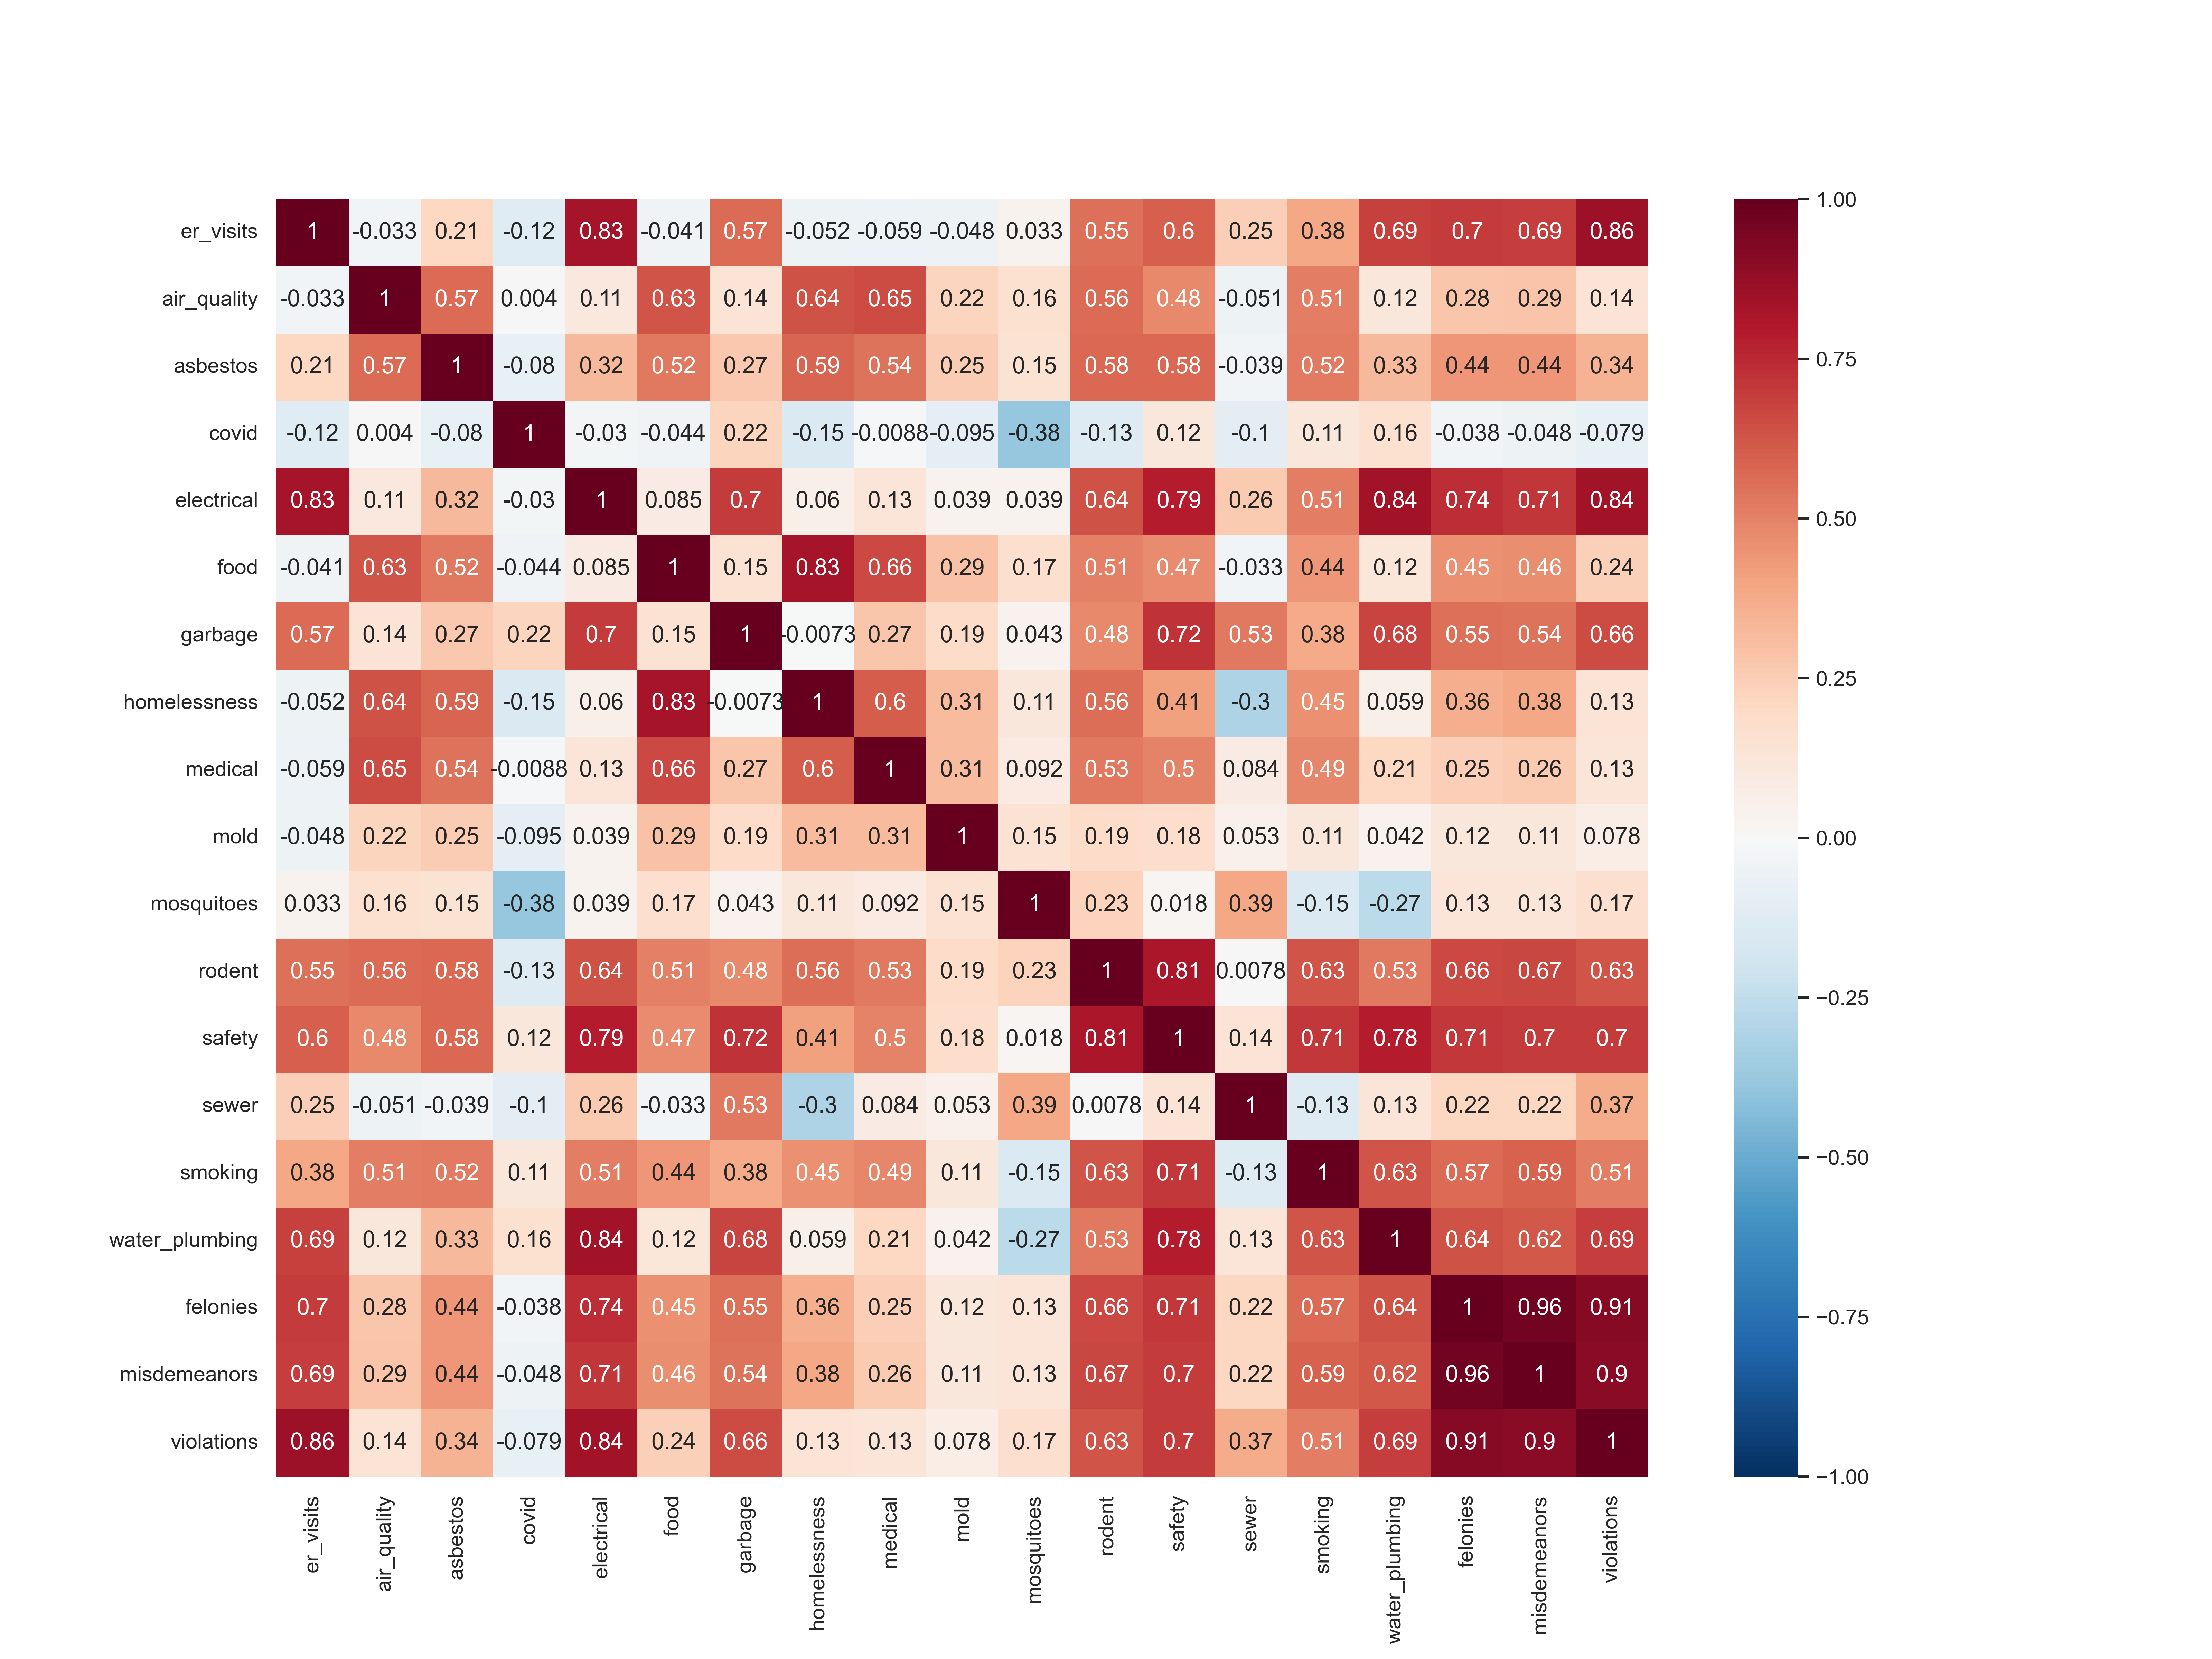 er_visits 1 -0.033 0.21 -0.12 0.83 -0.041 0.57 -0.052 -0.059 -0.048 0.033 0.55 0.6 0.25 0.38 0.69 0.7 0.69 0.86
air_quality -0.033 1 0.57 0.004 0.11 0.63 0.14 0.64 0.65 0.22 0.16 0.56 0.48 -0.051 0.51 0.12 0.28 0.29 0.14
asbestos 0.21 0.57 1 -0.08 0.32 0.52 0.27 0.59 0.54 0.25 0.15 0.58 0.58 -0.039 0.52 0.33 0.44 0.44 0.34
covid -0.12 0.004 -0.08 1 -0.03 -0.044 0.22 -0.15 -0.0088 -0.095 -0.38 -0.13 0.12 -0.1 0.11 0.16 -0.038 -0.048 -0.079
electrical 0.83 0.11 0.32 -0.03 1 0.085 0.7 0.06 0.13 0.039 0.039 0.64 0.79 0.26 0.51 0.84 0.74 0.71 0.84
food -0.041 0.63 0.52 -0.044 0.085 1 0.15 0.83 0.66 0.29 0.17 0.51 0.47 -0.033 0.44 0.12 0.45 0.46 0.24
garbage 0.57 0.14 0.27 0.22 0.7 0.15 1 -0.0073 0.27 0.19 0.043 0.48 0.72 0.53 0.38 0.68 0.55 0.54 0.66
homelessness -0.052 0.64 0.59 -0.15 0.06 0.83 -0.0073 1 0.6 0.31 0.11 0.56 0.41 -0.3 0.45 0.059 0.36 0.38 0.13
medical -0.059 0.65 0.54 -0.0088 0.13 0.66 0.27 0.6 1 0.31 0.092 0.53 0.5 0.084 0.49 0.21 0.25 0.26 0.13
mold -0.048 0.22 0.25 -0.095 0.039 0.29 0.19 0.31 0.31 1 0.15 0.19 0.18 0.053 0.11 0.042 0.12 0.11 0.078
mosquitoes 0.033 0.16 0.15 -0.38 0.039 0.17 0.043 0.11 0.092 0.15 1 0.23 0.018 0.39 -0.15 -0.27 0.13 0.13 0.17
rodent 0.55 0.56 0.58 -0.13 0.64 0.51 0.48 0.56 0.53 0.19 0.23 1 0.81 0.0078 0.63 0.53 0.66 0.67 0.63
safety 0.6 0.48 0.58 0.12 0.79 0.47 0.72 0.41 0.5 0.18 0.018 0.81 1 0.14 0.71 0.78 0.71 0.7 0.7
sewer 0.25 -0.051 -0.039 -0.1 0.26 -0.033 0.53 -0.3 0.084 0.053 0.39 0.0078 0.14 1 -0.13 0.13 0.22 0.22 0.37
smoking 0.38 0.51 0.52 0.11 0.51 0.44 0.38 0.45 0.49 0.11 -0.15 0.63 0.71 -0.13 1 0.63 0.57 0.59 0.51
water_plumbing 0.69 0.12 0.33 0.16 0.84 0.12 0.68 0.059 0.21 0.042 -0.27 0.53 0.78 0.13 0.63 1 0.64 0.62 0.69
felonies 0.7 0.28 0.44 -0.038 0.74 0.45 0.55 0.36 0.25 0.12 0.13 0.66 0.71 0.22 0.57 0.64 1 0.96 0.91
misdemeanors 0.69 0.29 0.44 -0.048 0.71 0.46 0.54 0.38 0.26 0.11 0.13 0.67 0.7 0.22 0.59 0.62 0.96 1 0.9
violations 0.86 0.14 0.34 -0.079 0.84 0.24 0.66 0.13 0.13 0.078 0.17 0.63 0.7 0.37 0.51 0.69 0.91 0.9 1
er_visits air_quality asbestos covid electrical food garbage homelessness medical mold mosquitoes rodent safety sewer smoking water_plumbing felonies misdemeanors violations
1.00
0.75
0.50
0.25
0.00
−0.25
−0.50
−0.75
−1.00